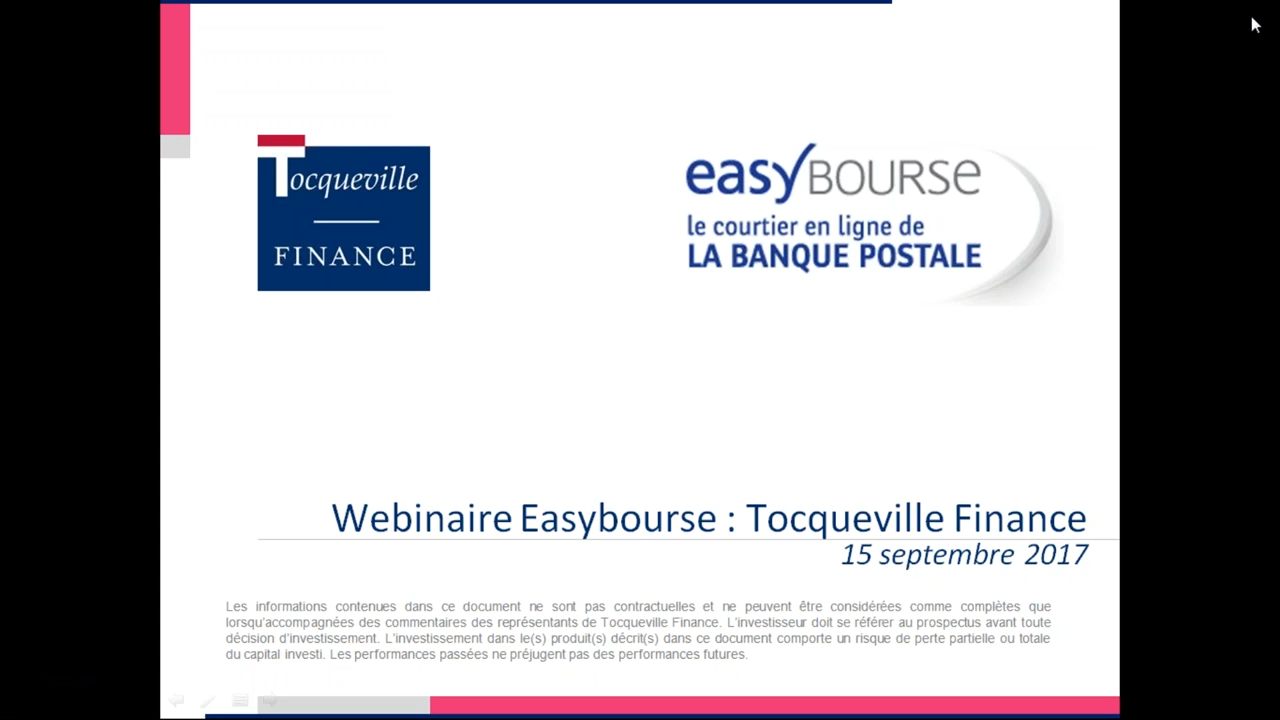 Tocqueville
FINANCE
easyBOURSE
le courtier en ligne de
LA BANQUE POSTALE
Webinaire Easybourse : Tocqueville Finance
15 septembre 2017
Les informations contenues dans ce document ne sont pas contractuelles et ne peuvent être considérées comme complètes que
lorsqu'accompagnées des commentaires des représentants de Tocqueville Finance. L'investisseur doit se référer au prospectus avant toute
décision d'investissement. L'investissement dans le(s) produit(s) décrit(s) dans ce document comporte un risque de perte partielle ou totale
du capital investi. Les performances passées ne préjugent pas des performances futures.